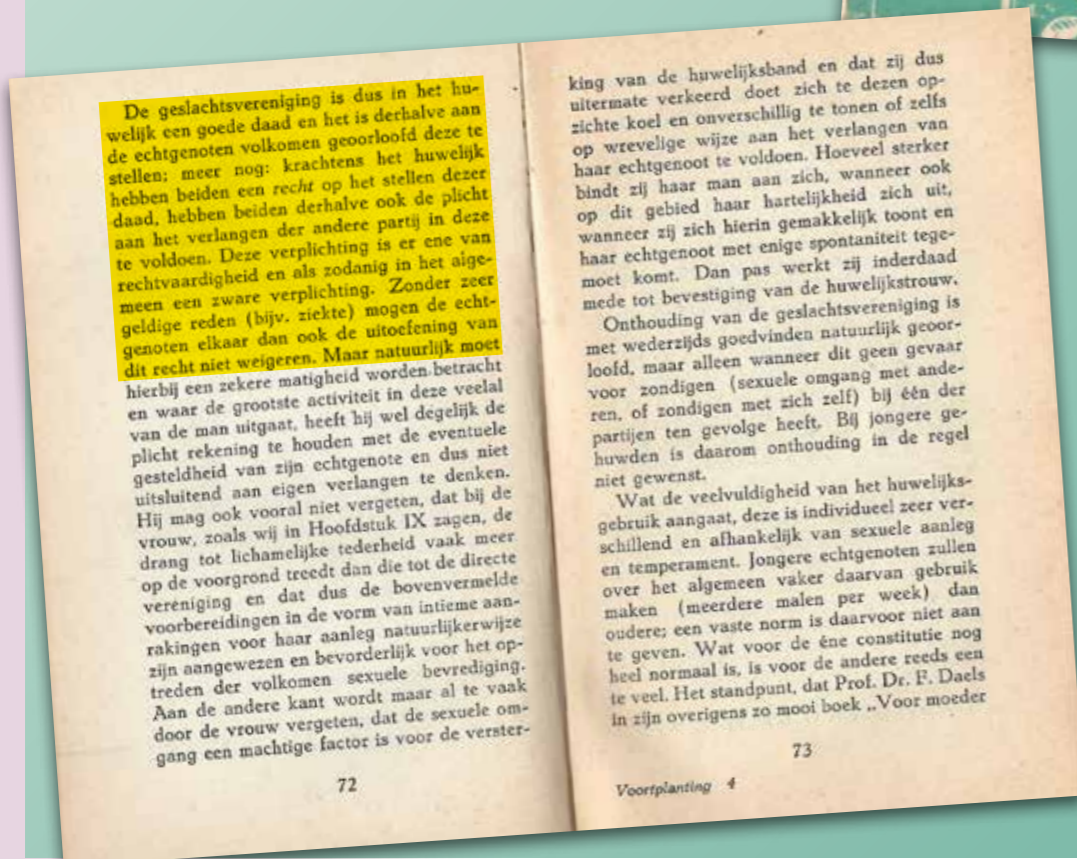 De geslachtsvereniging is dus in het hu-
welijk een goede daad en het is derhalve aan
de echtgenoten volkomen geoorloofd deze te
stellen; meer nog: krachtens het huwelijk
hebben beiden een recht op het stellen dezer
daad, hebben beiden derhalve ook de plicht
aan het verlangen der andere partij in deze
te voldoen. Deze verplichting is er ene van
rechtvaardigheid en als zodanig in het alge-
meen een zware verplichting. Zonder zeer
geldige reden (bijv. ziekte) mogen de echt-
genoten elkaar dan ook de uitoefening van
dit recht niet weigeren. Maar natuurlijk moet
hierbij een zekere matigheid worden betracht
en waar de grootste activiteit in deze veelal
van de man uitgaat, heeft hij wel degelijk de
plicht rekening te houden met de eventuele
gesteldheid van zijn echtgenote en dus niet
uitsluitend aan eigen verlangen te denken.
Hij mag ook vooral niet vergeten, dat bij de
vrouw, zoals wij in Hoofdstuk IX zagen, de
drang tot lichamelijke tederheid vaak meer
op de voorgrond treedt dan die tot de directe
vereniging en dat dus de bovenvermelde
voorbereidingen in de vorm van intieme aan-
rakingen voor haar aanleg natuurlijkerwijze
zijn aangewezen en bevorderlijk voor het op-
treden der volkomen sexuele bevrediging.
Aan de andere kant wordt maar al te vaak
door de vrouw vergeten, dat de sexuele om-
gang een machtige factor is voor de verster-
72
king van de huwelijksband en dat zij dus
uitermate verkeerd doet zich te dezen op-
zichte koel en onverschillig te tonen of zelfs
op wrevelige wijze aan het verlangen van
haar echtgenoot te voldoen. Hoeveel sterker
bindt zij haar man aan zich, wanneer ook
op dit gebied haar hartelijkheid zich uit,
wanneer zij zich hierin gemakkelijk toont en
haar echtgenoot met enige spontaniteit tege-
moet komt. Dan pas werkt zij inderdaad
mede tot bevestiging van de huwelijkstrouw.
Onthouding van de geslachtsvereniging is
met wederzijds goedvinden natuurlijk geoor-
loofd, maar alleen wanneer dit geen gevaar
voor zondigen (sexuele omgang met ande-
ren, of zondigen met zich zelf) bij één der
partijen ten gevolge heeft. Bij jongere ge-
huwden is daarom onthouding in de regel
niet gewenst.
Wat de veelvuldigheid van het huwelijks-
gebruik aangaat, deze is individueel zeer ver-
schillend en afhankelijk van sexuele aanleg
en temperament. Jongere echtgenoten zullen
over het algemeen vaker daarvan gebruik
maken (meerdere malen per week) dan
oudere; een vaste norm is daarvoor niet aan
te geven. Wat voor de éne constitutie nog
heel normaal is, is voor de andere reeds een
te veel. Het standpunt, dat Prof. Dr. F. Daels
in zijn overigens zo mooi boek „Voor moeder
73
Voortplanting 4